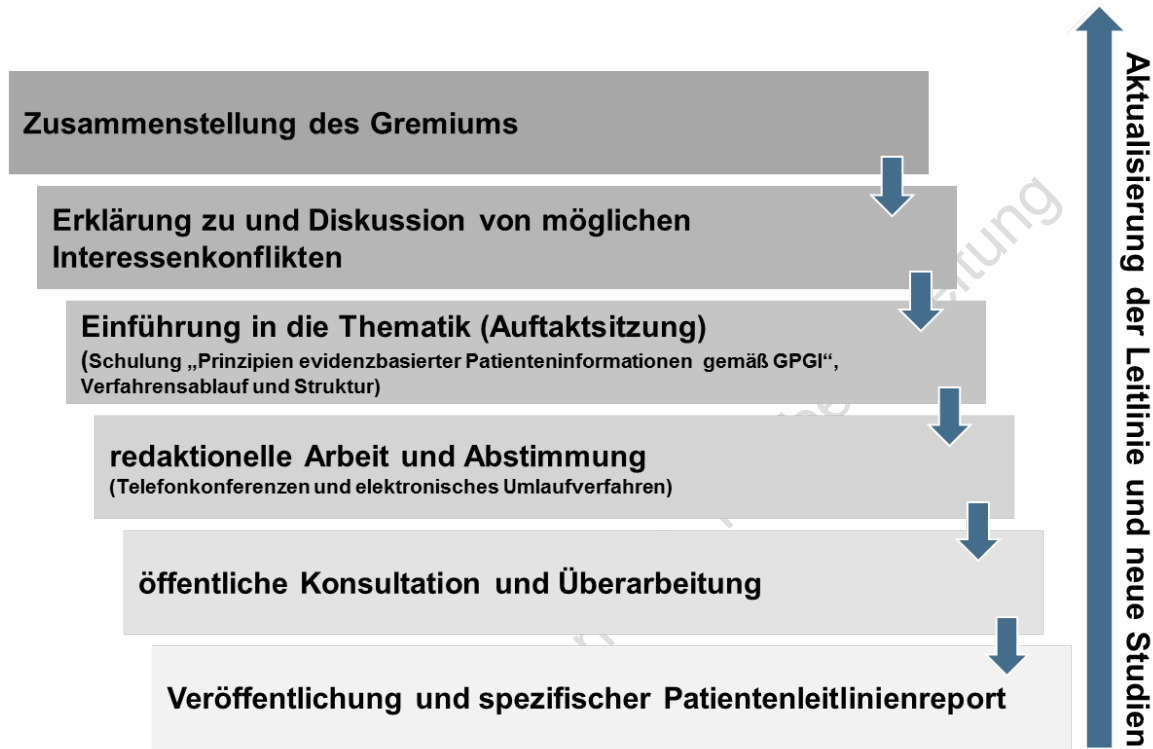 Zusammenstellung des Gremiums
Erklärung zu und Diskussion von möglichen
Interessenkonflikten
Einführung in die Thematik (Auftaktsitzung)
(Schulung „Prinzipien evidenzbasierter Patienteninformationen gemäß GPGI“,
Verfahrensablauf und Struktur)
redaktionelle Arbeit und Abstimmung
(Telefonkonferenzen und elektronisches Umlaufverfahren)
öffentliche Konsultation und Überarbeitung
Veröffentlichung und spezifischer Patientenleitlinienreport
Aktualisierung der Leitlinie und neue Studien